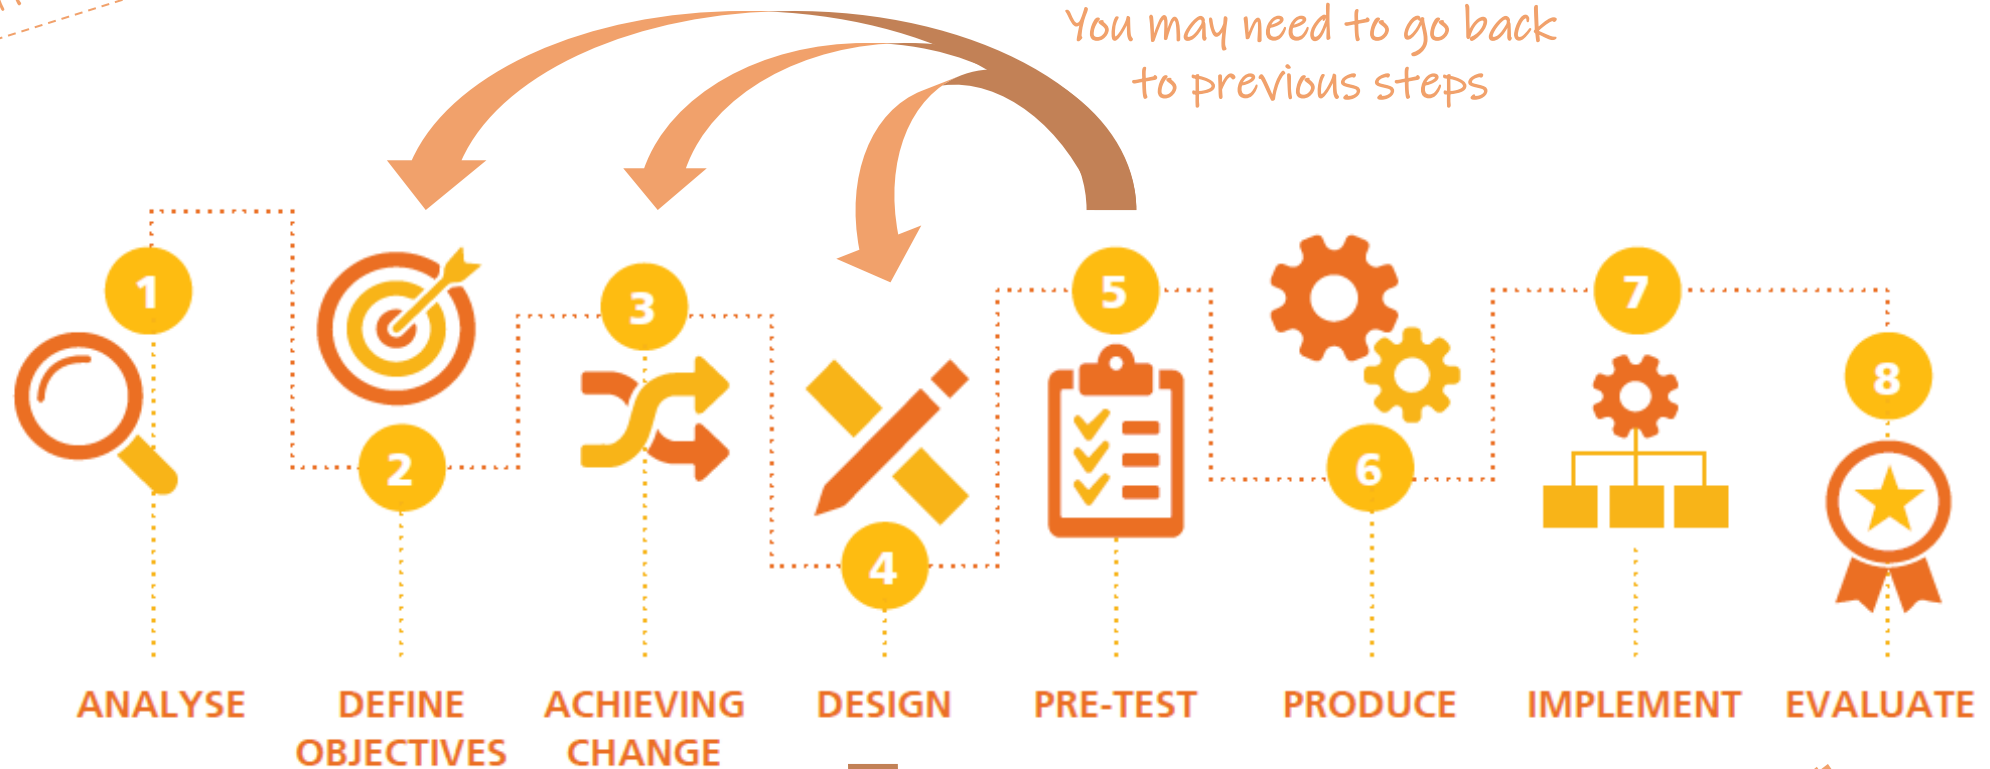 You may need to go back
to previous steps
1
2
3
4
5
6
7
8
ANALYSE
DEFINE
OBJECTIVES
ACHIEVING
CHANGE
DESIGN
PRE-TEST
PRODUCE
IMPLEMENT
EVALUATE